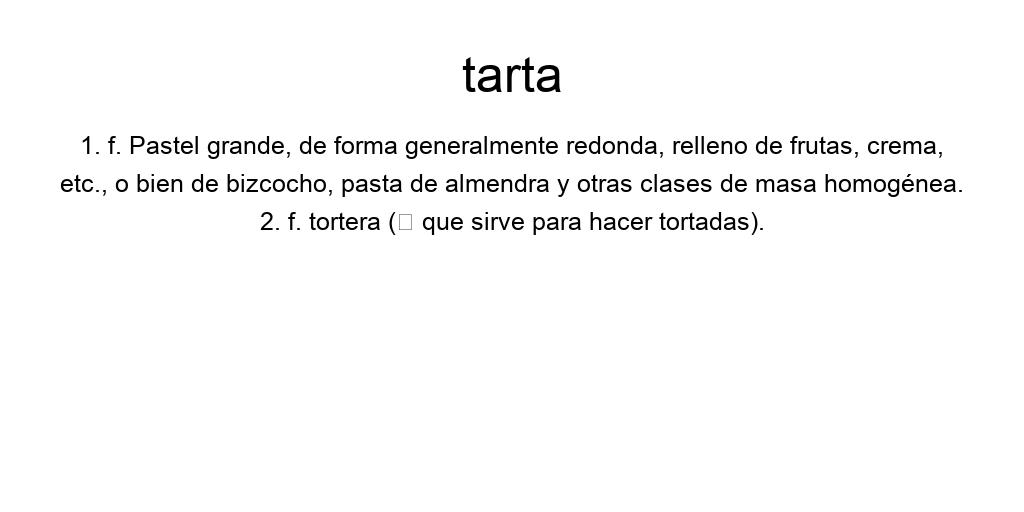 tarta
1. f. Pastel grande, de forma generalmente redonda, relleno de frutas, crema,
etc., o bien de bizcocho, pasta de almendra y otras clases de masa homogénea.
2. f. tortera (▯ que sirve para hacer tortadas).